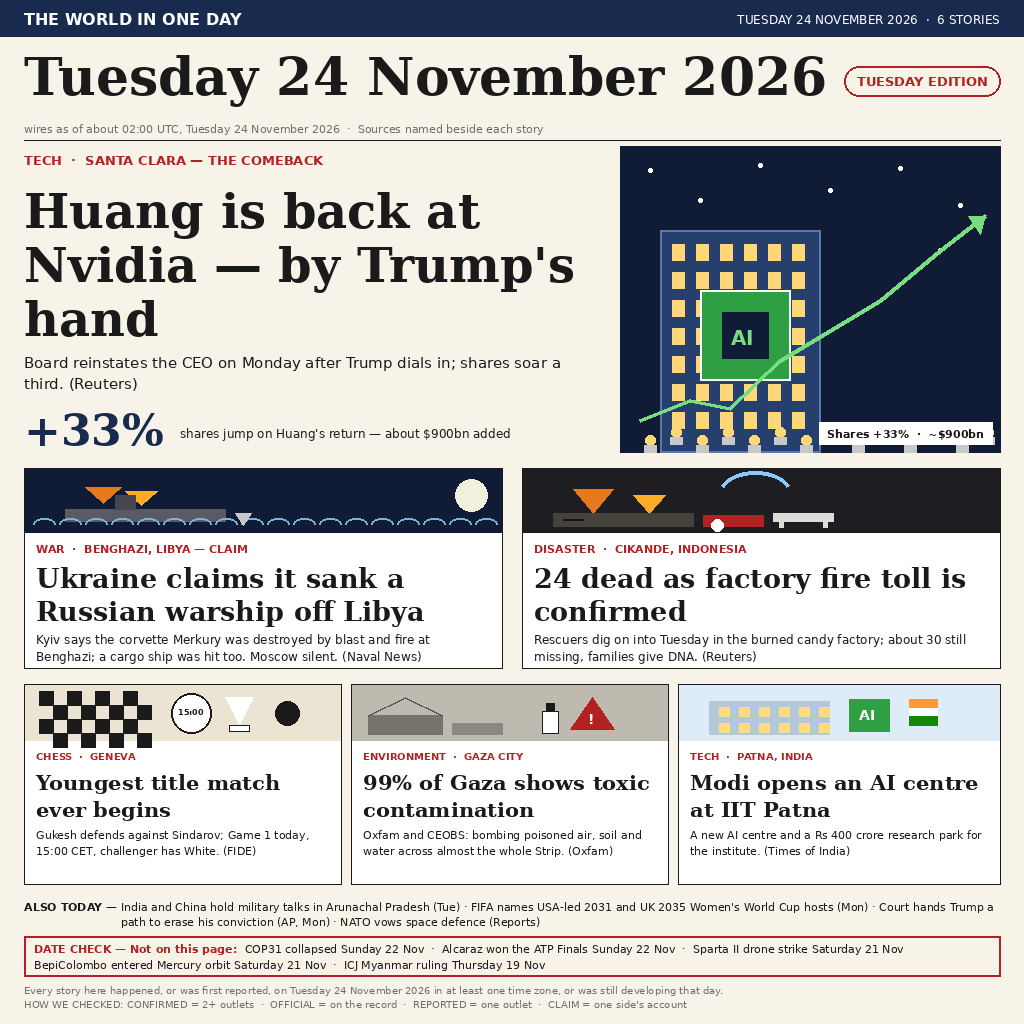 THE WORLD IN ONE DAY
TUESDAY 24 NOVEMBER 2026 · 6 STORIES
Tuesday 24 November 2026
TUESDAY EDITION
wires as of about 02:00 UTC, Tuesday 24 November 2026 · Sources named beside each story
TECH · SANTA CLARA — THE COMEBACK
Huang is back at
Nvidia — by Trump's
hand
Board reinstates the CEO on Monday after Trump dials in; shares soar a
third. (Reuters)
+33%
shares jump on Huang's return — about $900bn added
AI
Shares +33% · ~$900bn
WAR · BENGHAZI, LIBYA — CLAIM
Ukraine claims it sank a
Russian warship off Libya
Kyiv says the corvette Merkury was destroyed by blast and fire at
Benghazi; a cargo ship was hit too. Moscow silent. (Naval News)
DISASTER · CIKANDE, INDONESIA
24 dead as factory fire toll is
confirmed
Rescuers dig on into Tuesday in the burned candy factory; about 30 still
missing, families give DNA. (Reuters)
15:00
CHESS · GENEVA
Youngest title match
ever begins
Gukesh defends against Sindarov; Game 1 today,
15:00 CET, challenger has White. (FIDE)
!
ENVIRONMENT · GAZA CITY
99% of Gaza shows toxic
contamination
Oxfam and CEOBS: bombing poisoned air, soil and
water across almost the whole Strip. (Oxfam)
AI
TECH · PATNA, INDIA
Modi opens an AI centre
at IIT Patna
A new AI centre and a Rs 400 crore research park for
the institute. (Times of India)
ALSO TODAY — India and China hold military talks in Arunachal Pradesh (Tue) · FIFA names USA-led 2031 and UK 2035 Women's World Cup hosts (Mon) · Court hands Trump a
path to erase his conviction (AP, Mon) · NATO vows space defence (Reports)
DATE CHECK — Not on this page: COP31 collapsed Sunday 22 Nov · Alcaraz won the ATP Finals Sunday 22 Nov · Sparta II drone strike Saturday 21 Nov
BepiColombo entered Mercury orbit Saturday 21 Nov · ICJ Myanmar ruling Thursday 19 Nov
Every story here happened, or was first reported, on Tuesday 24 November 2026 in at least one time zone, or was still developing that day.
HOW WE CHECKED: CONFIRMED = 2+ outlets · OFFICIAL = on the record · REPORTED = one outlet · CLAIM = one side's account